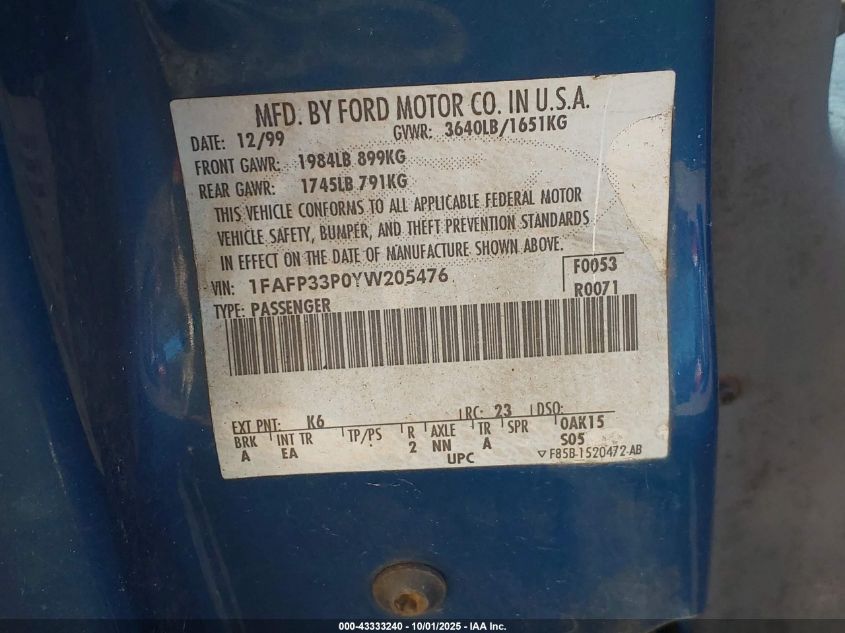 MFD. BY FORD MOTOR CO. IN U.S.A.
DATE: 12/99 GVWR: 3640LB/1651KG
FRONT GAWR: 1984LB 899KG
REAR GAWR: 1745LB 791KG
THIS VEHICLE CONFORMS TO ALL APPLICABLE FEDERAL MOTOR
VEHICLE SAFETY, BUMPER, AND THEFT PREVENTION STANDARDS
IN EFFECT ON THE DATE OF MANUFACTURE SHOWN ABOVE.
VIN: 1FAFP33P0YW205476 F0053
TYPE: PASSENGER R0071
EXT PNT: K6 RC: 23 DSO:
BRK INT TR TP/PS R AXLE TR SPR 0AK15
A EA 2 NN A S05
UPC F85B-1520472-AB
000-43333240 - 10/01/2025 - IAA Inc.